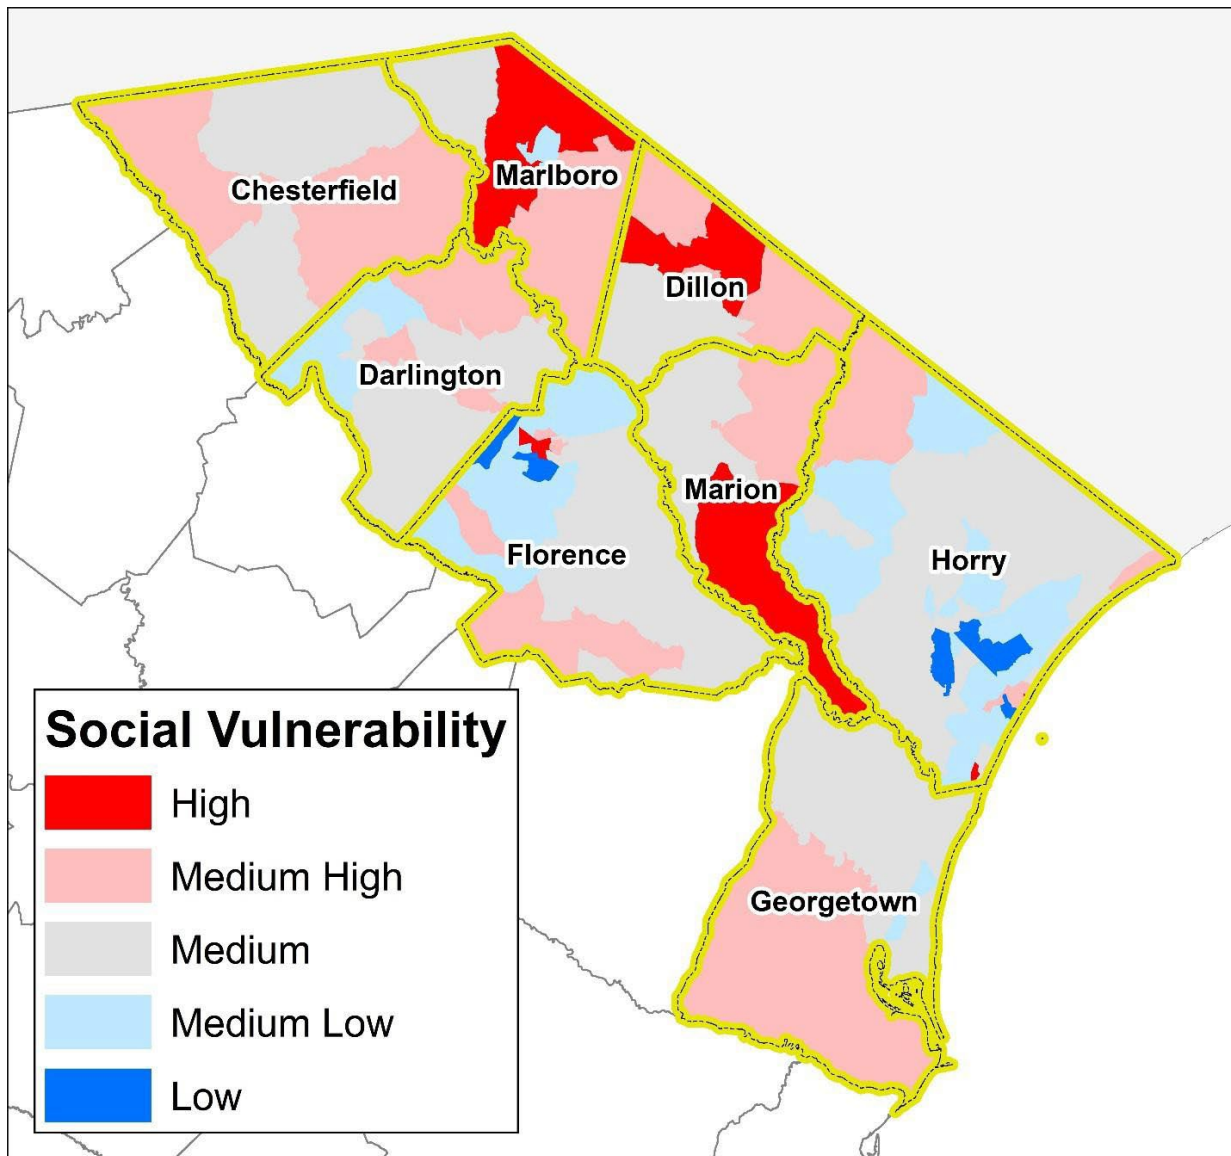 Marlboro
Chesterfield
Dillon
Darlington
Marion
Florence
Horry
Georgetown
Social Vulnerability
High
Medium High
Medium
Medium Low
Low